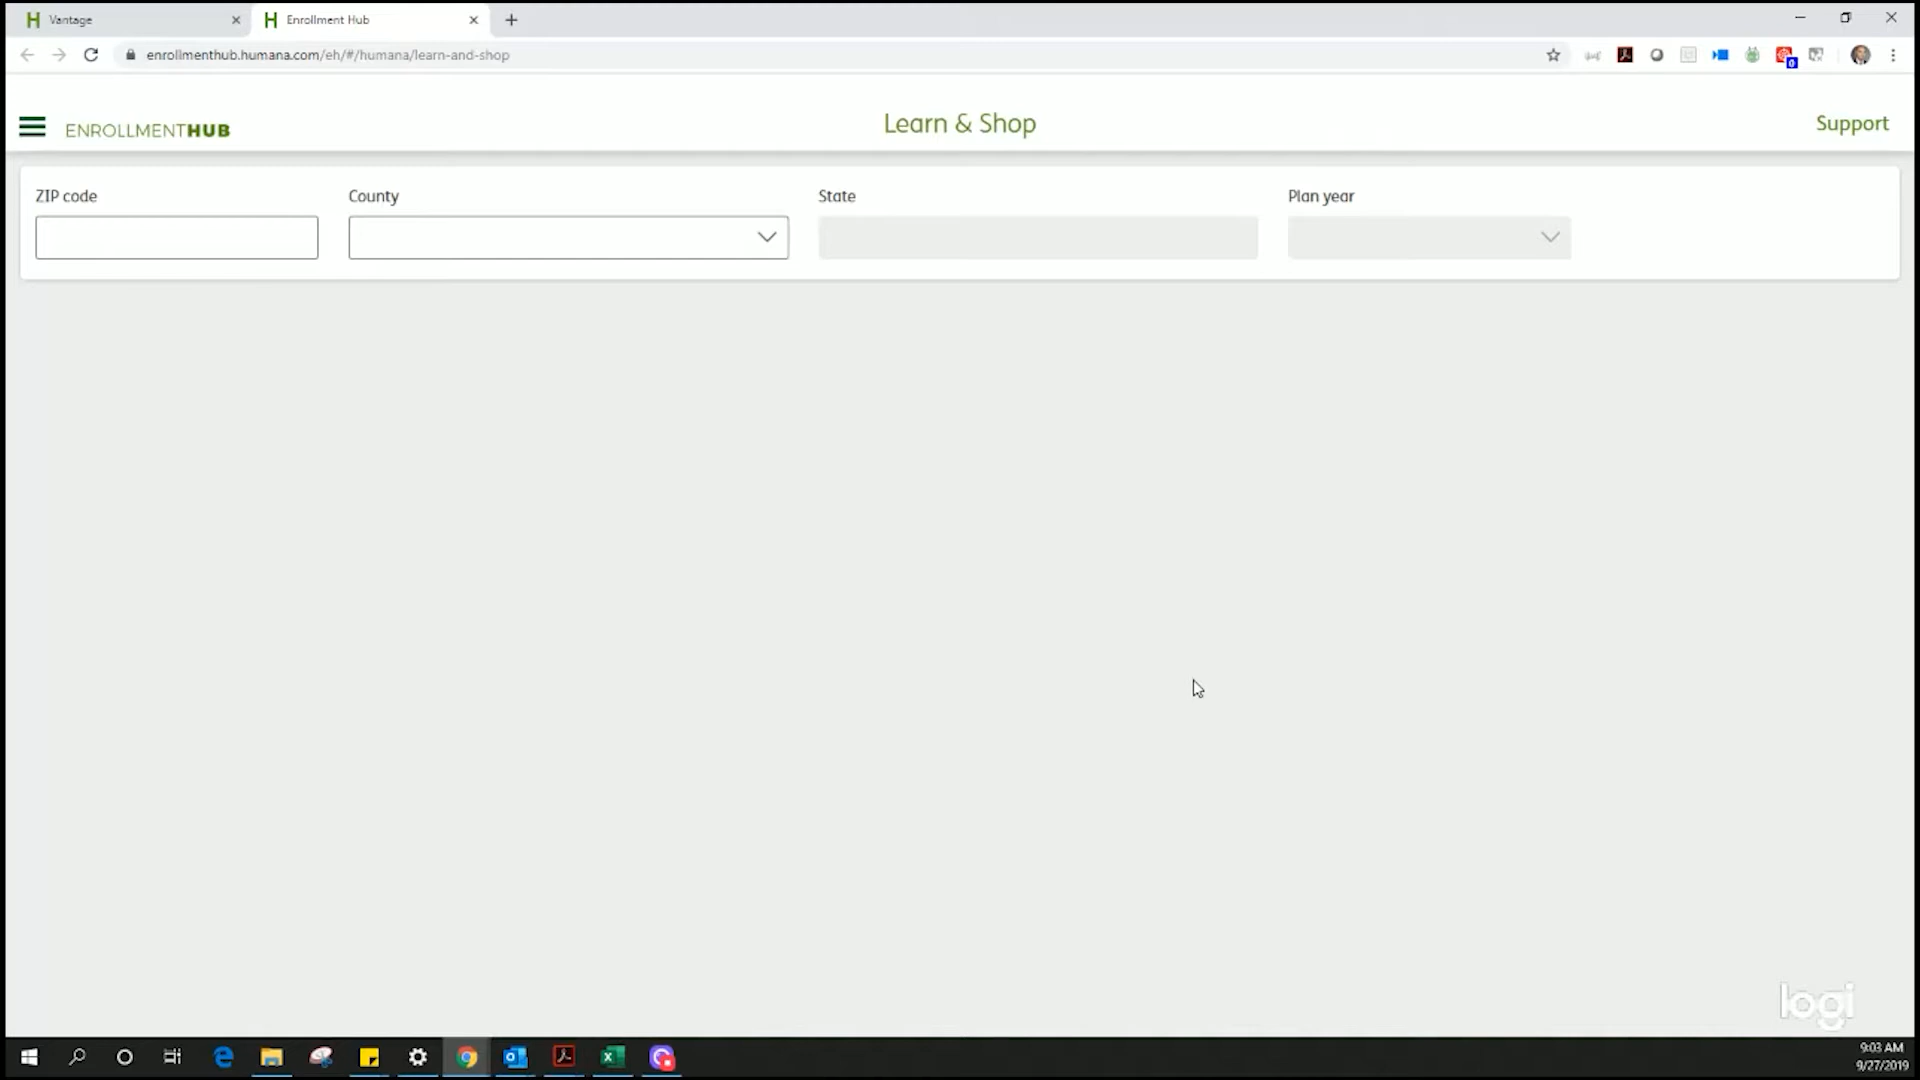 Vantage
Enrollment Hub
enrollmenthub.humana.com/eh/#/humana/learn-and-shop
ENROLLMENTHUB
Learn & Shop
Support
ZIP code
County
State
Plan year
logi
9:03 AM
9/27/2019